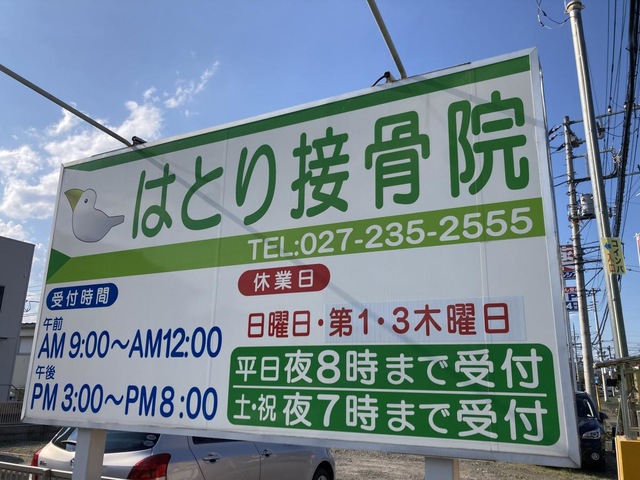 はとり接骨院
TEL:027-235-2555
受付時間
午前
AM 9:00～AM12:00
午後
PM 3:00～PM 8:00
休業日
日曜日・第1・3木曜日
平日夜8時まで受付
土・祝夜7時まで受付